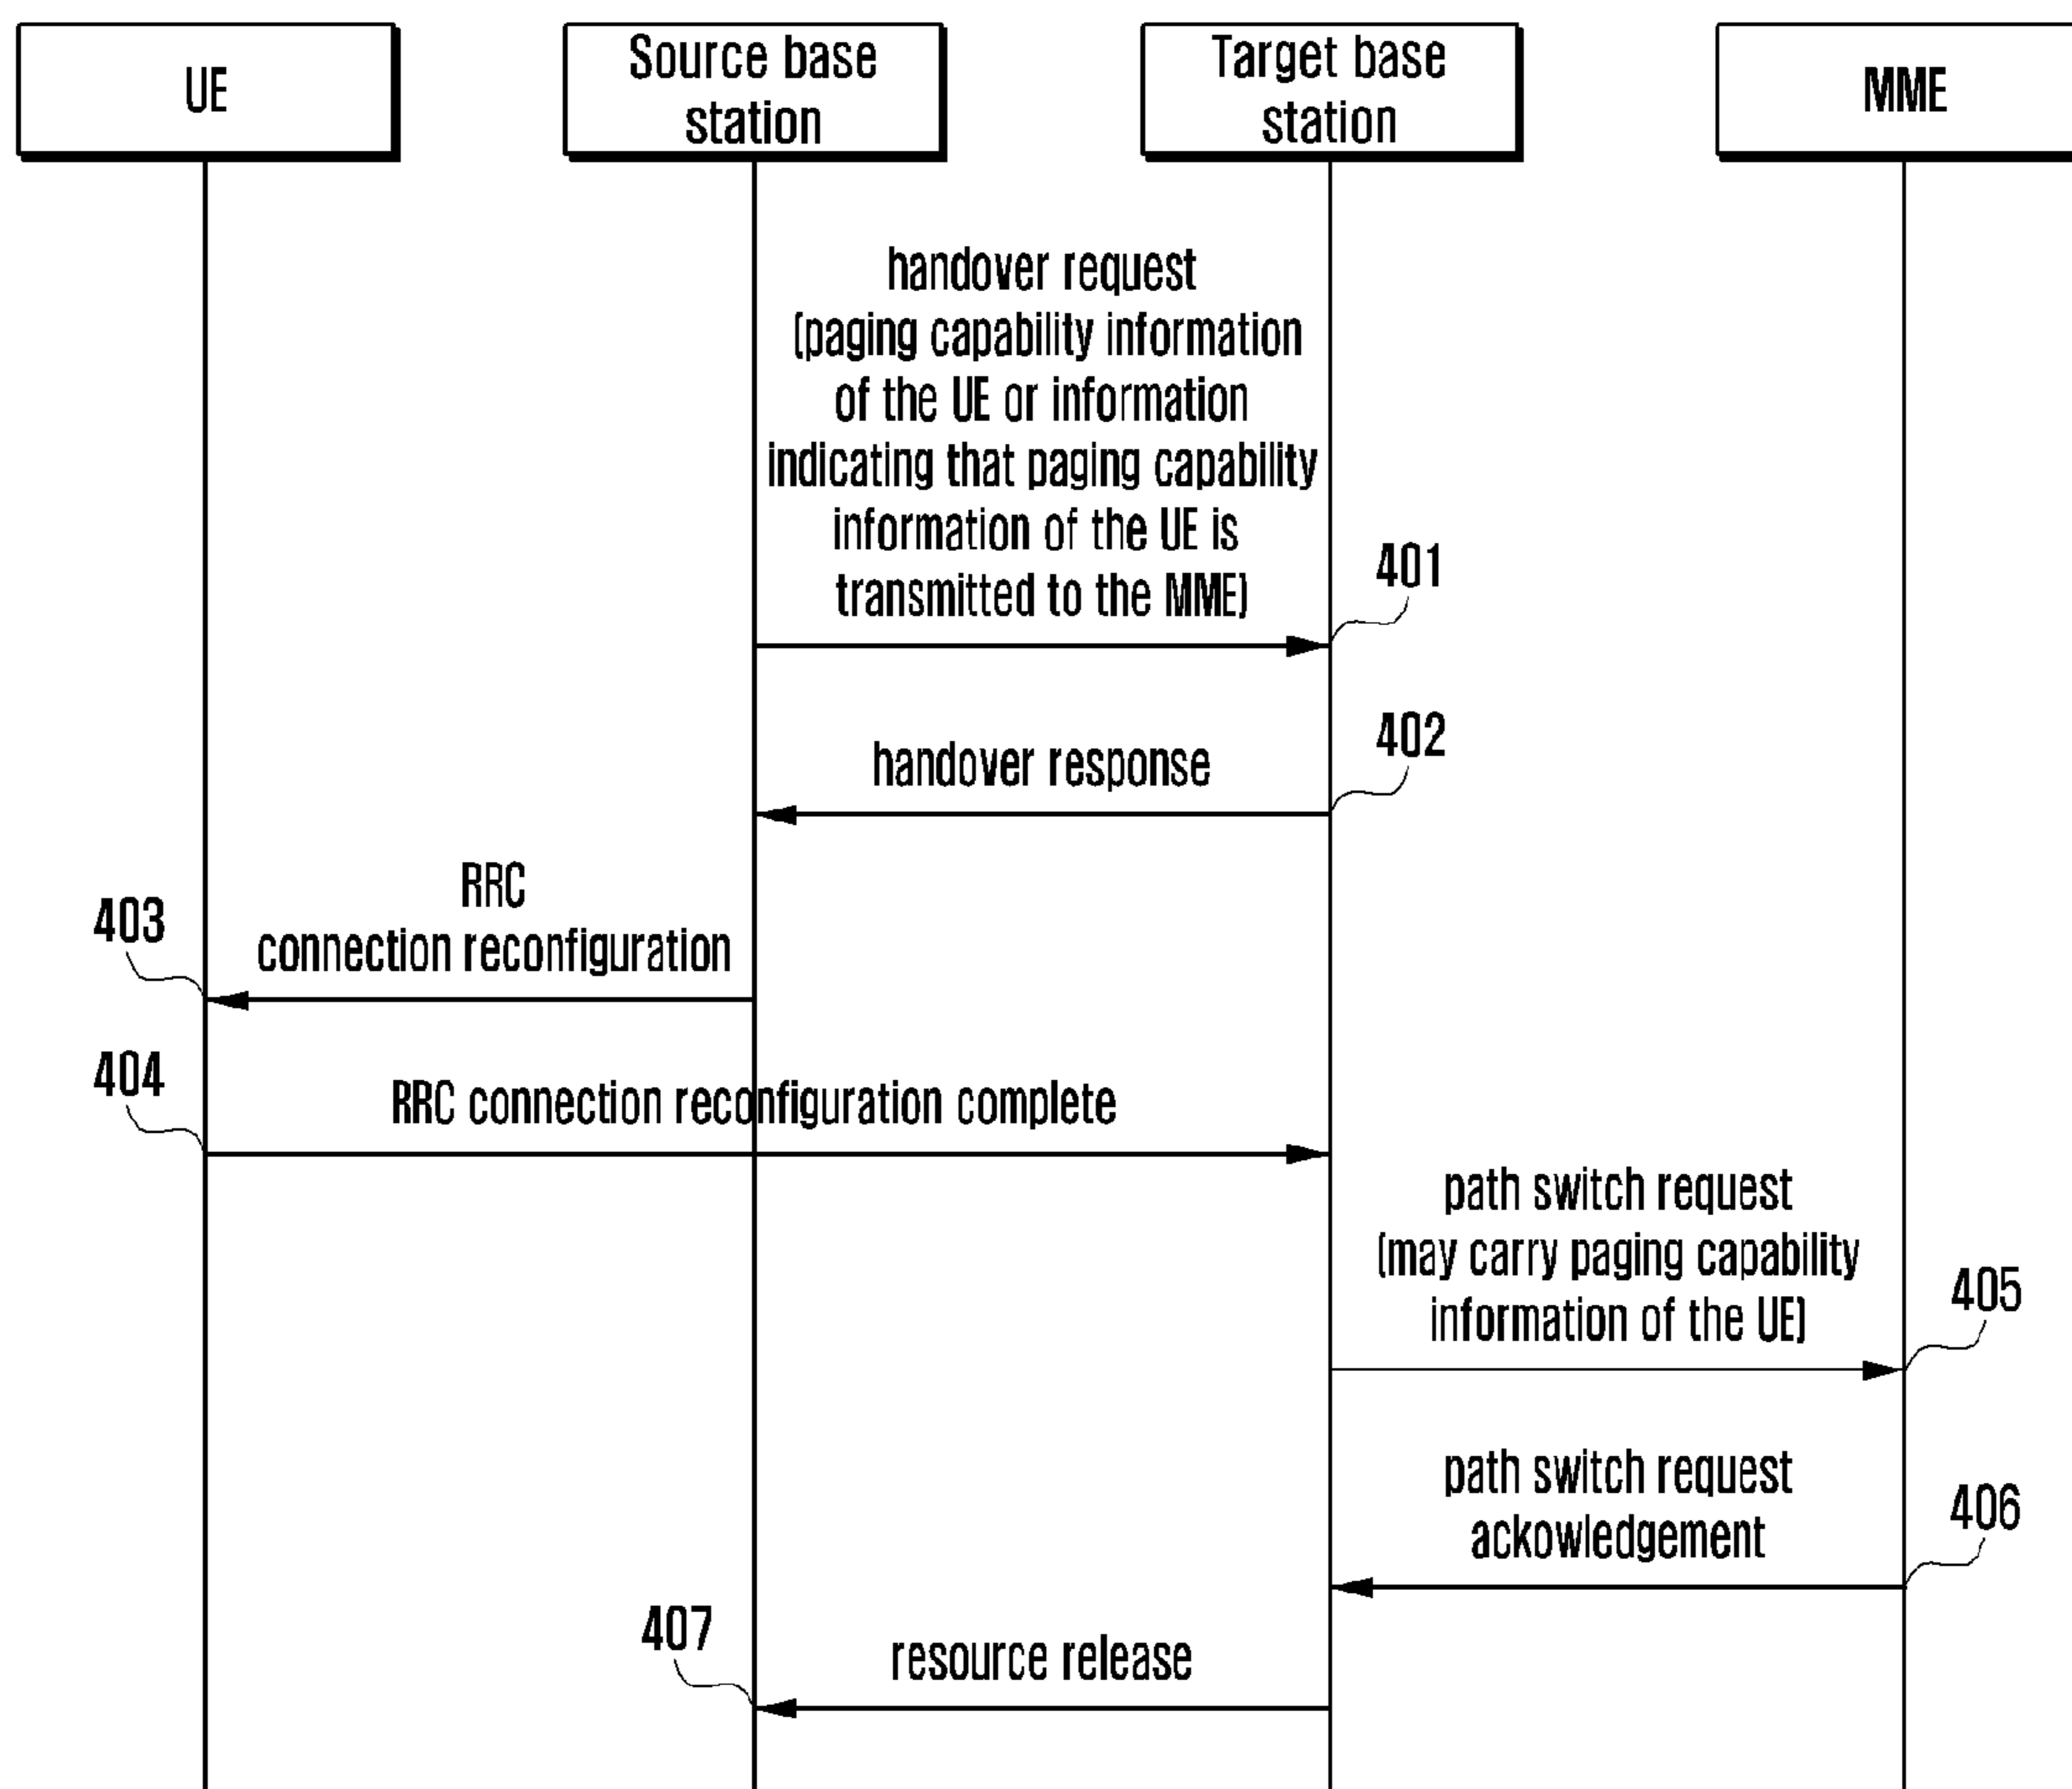 UE
Source base
station
Target base
station
MME
handover request
(paging capability information
of the UE or information
indicating that paging capability
information of the UE is
transmitted to the MME)
401
402
handover response
RRC
connection reconfiguration
403
404
RRC connection reconfiguration complete
path switch request
(may carry paging capability
information of the UE)
405
path switch request
ackowledgement
406
407
resource release